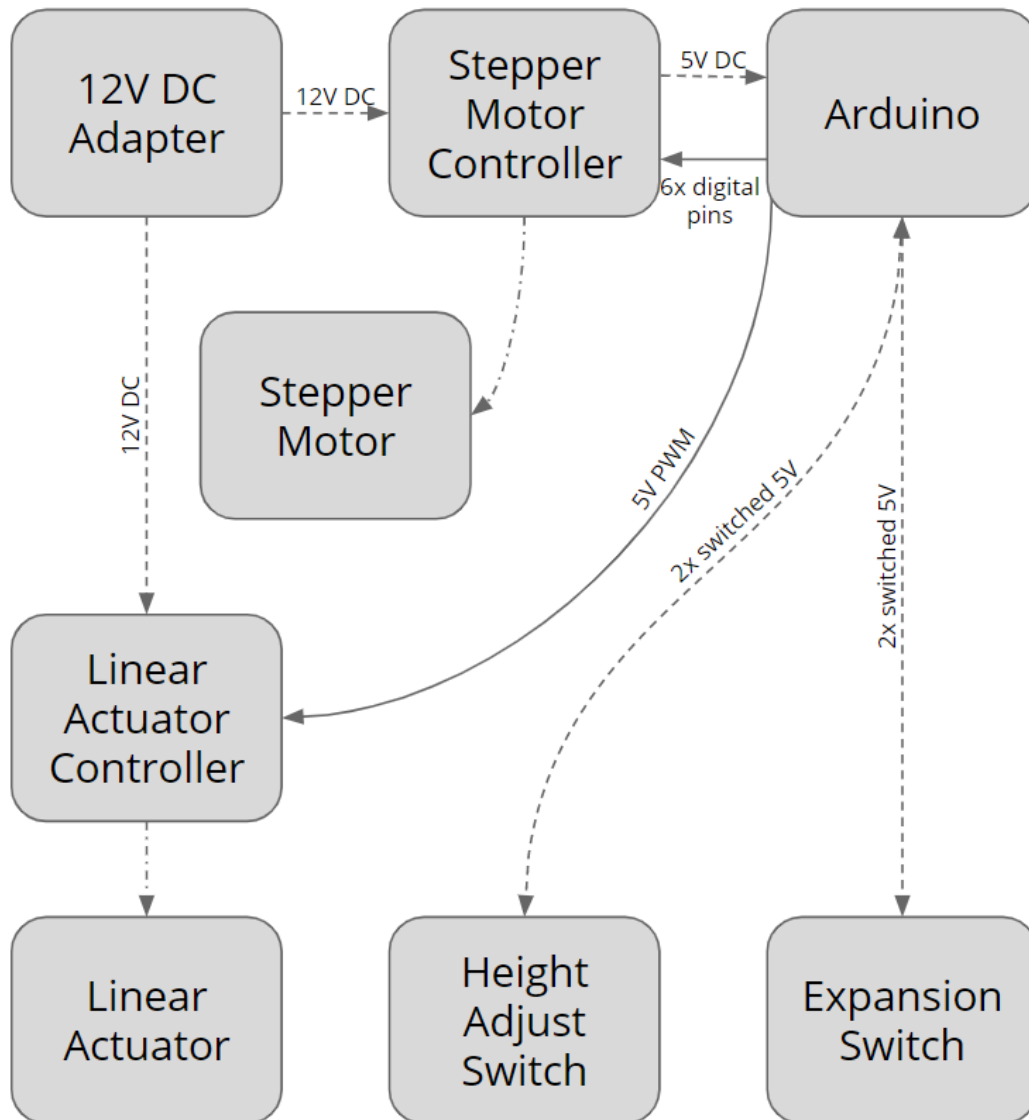 12V DC
Adapter
12V DC
Stepper
Motor
Controller
5V DC
Arduino
6x digital
pins
Stepper
Motor
12V DC
5V PWM
2x switched 5V
2x switched 5V
Linear
Actuator
Controller
Linear
Actuator
Height
Adjust
Switch
Expansion
Switch